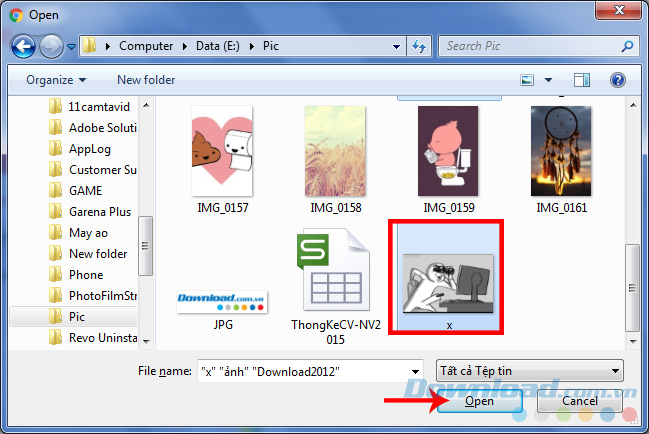 Open
Computer ▸ Data (E:) ▸ Pic
Search Pic
Organize
New folder
11camtavid
Adobe Soluti
AppLog
Customer Su
GAME
Garena Plus
May ao
New folder
Phone
PhotoFilmStr
Pic
Revo Uninsta
IMG_0157
IMG_0158
IMG_0159
IMG_0161
Download.com.vn
JPG
S
ThongKeCV-NV2
015
x
File name:
"x" "ảnh" "Download2012"
Tất cả Tệp tin
Download.com.vn
Open
Cancel